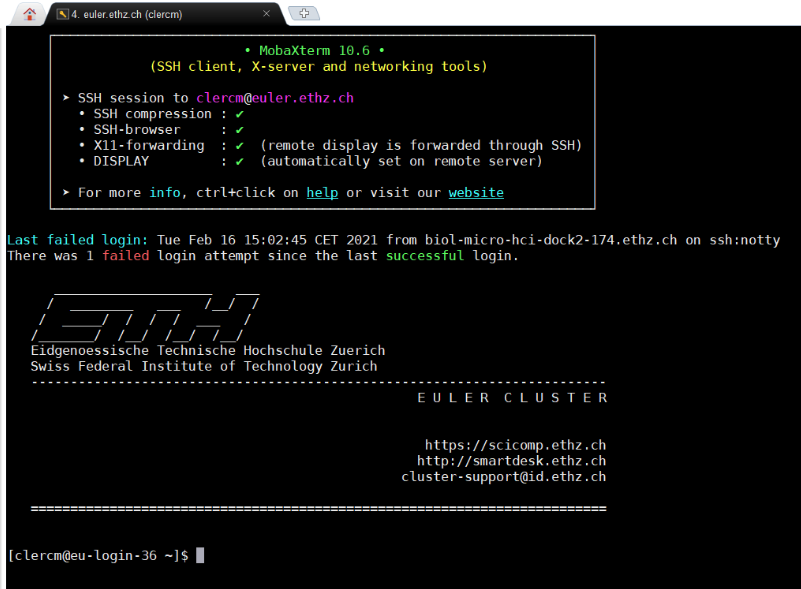 4. euler.ethz.ch (clercm)
• MobaXterm 10.6 •
(SSH client, X-server and networking tools)
➤ SSH session to clercm@euler.ethz.ch
• SSH compression : ✔
• SSH-browser : ✔
• X11-forwarding : ✔ (remote display is forwarded through SSH)
• DISPLAY : ✔ (automatically set on remote server)
➤ For more info, ctrl+click on help or visit our website
Last failed login: Tue Feb 16 15:02:45 CET 2021 from biol-micro-hci-dock2-174.ethz.ch on ssh:notty
There was 1 failed login attempt since the last successful login.
ETH
Eidgenoessische Technische Hochschule Zuerich
Swiss Federal Institute of Technology Zurich
-------------------------------------------------------------------------
E U L E R  C L U S T E R
https://scicomp.ethz.ch
http://smartdesk.ethz.ch
cluster-support@id.ethz.ch
=========================================================================
[clercm@eu-login-36 ~]$